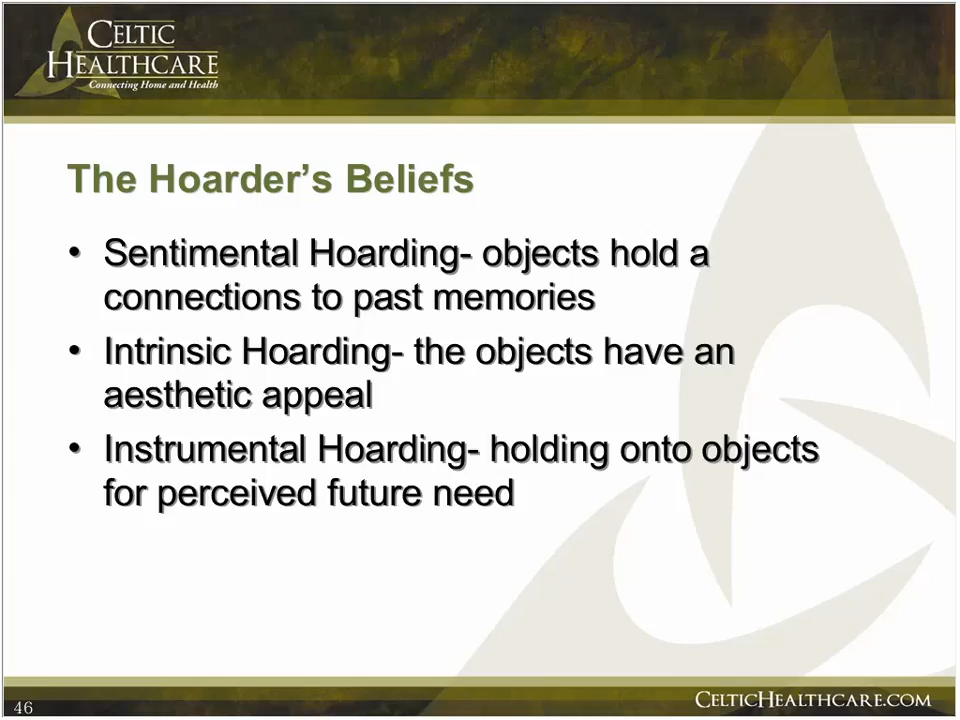 CELTIC
HEALTHCARE
Connecting Home and Health
The Hoarder’s Beliefs
• Sentimental Hoarding- objects hold a
connections to past memories
• Intrinsic Hoarding- the objects have an
aesthetic appeal
• Instrumental Hoarding- holding onto objects
for perceived future need
46
CELTICHEALTHCARE.COM